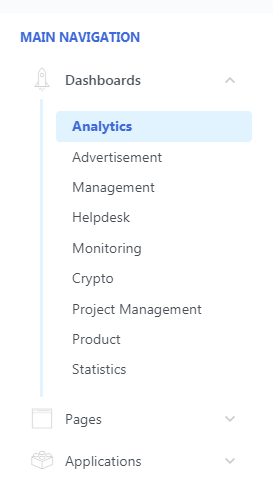 MAIN NAVIGATION
Dashboards
Analytics
Advertisement
Management
Helpdesk
Monitoring
Crypto
Project Management
Product
Statistics
Pages
Applications